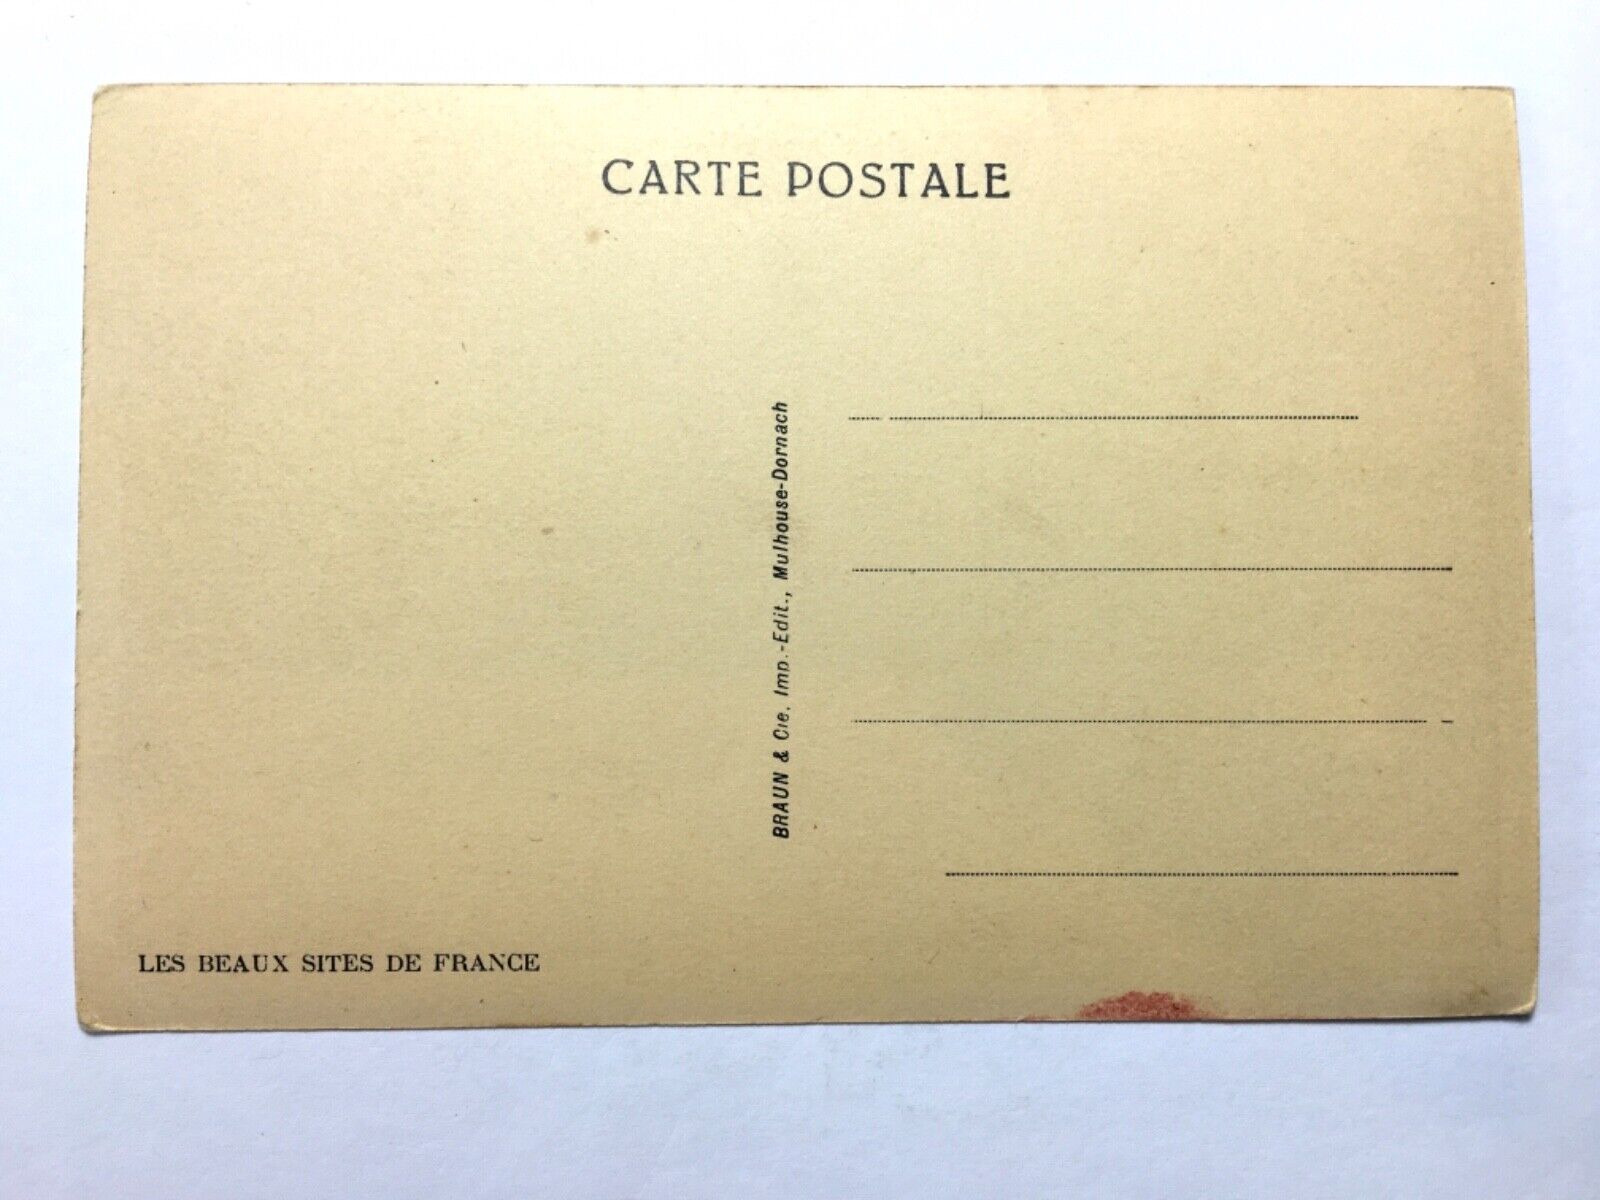 CARTE POSTALE
BRAUN & Cie, Imp.-Edit., Mulhouse-Dornach
LES BEAUX SITES DE FRANCE